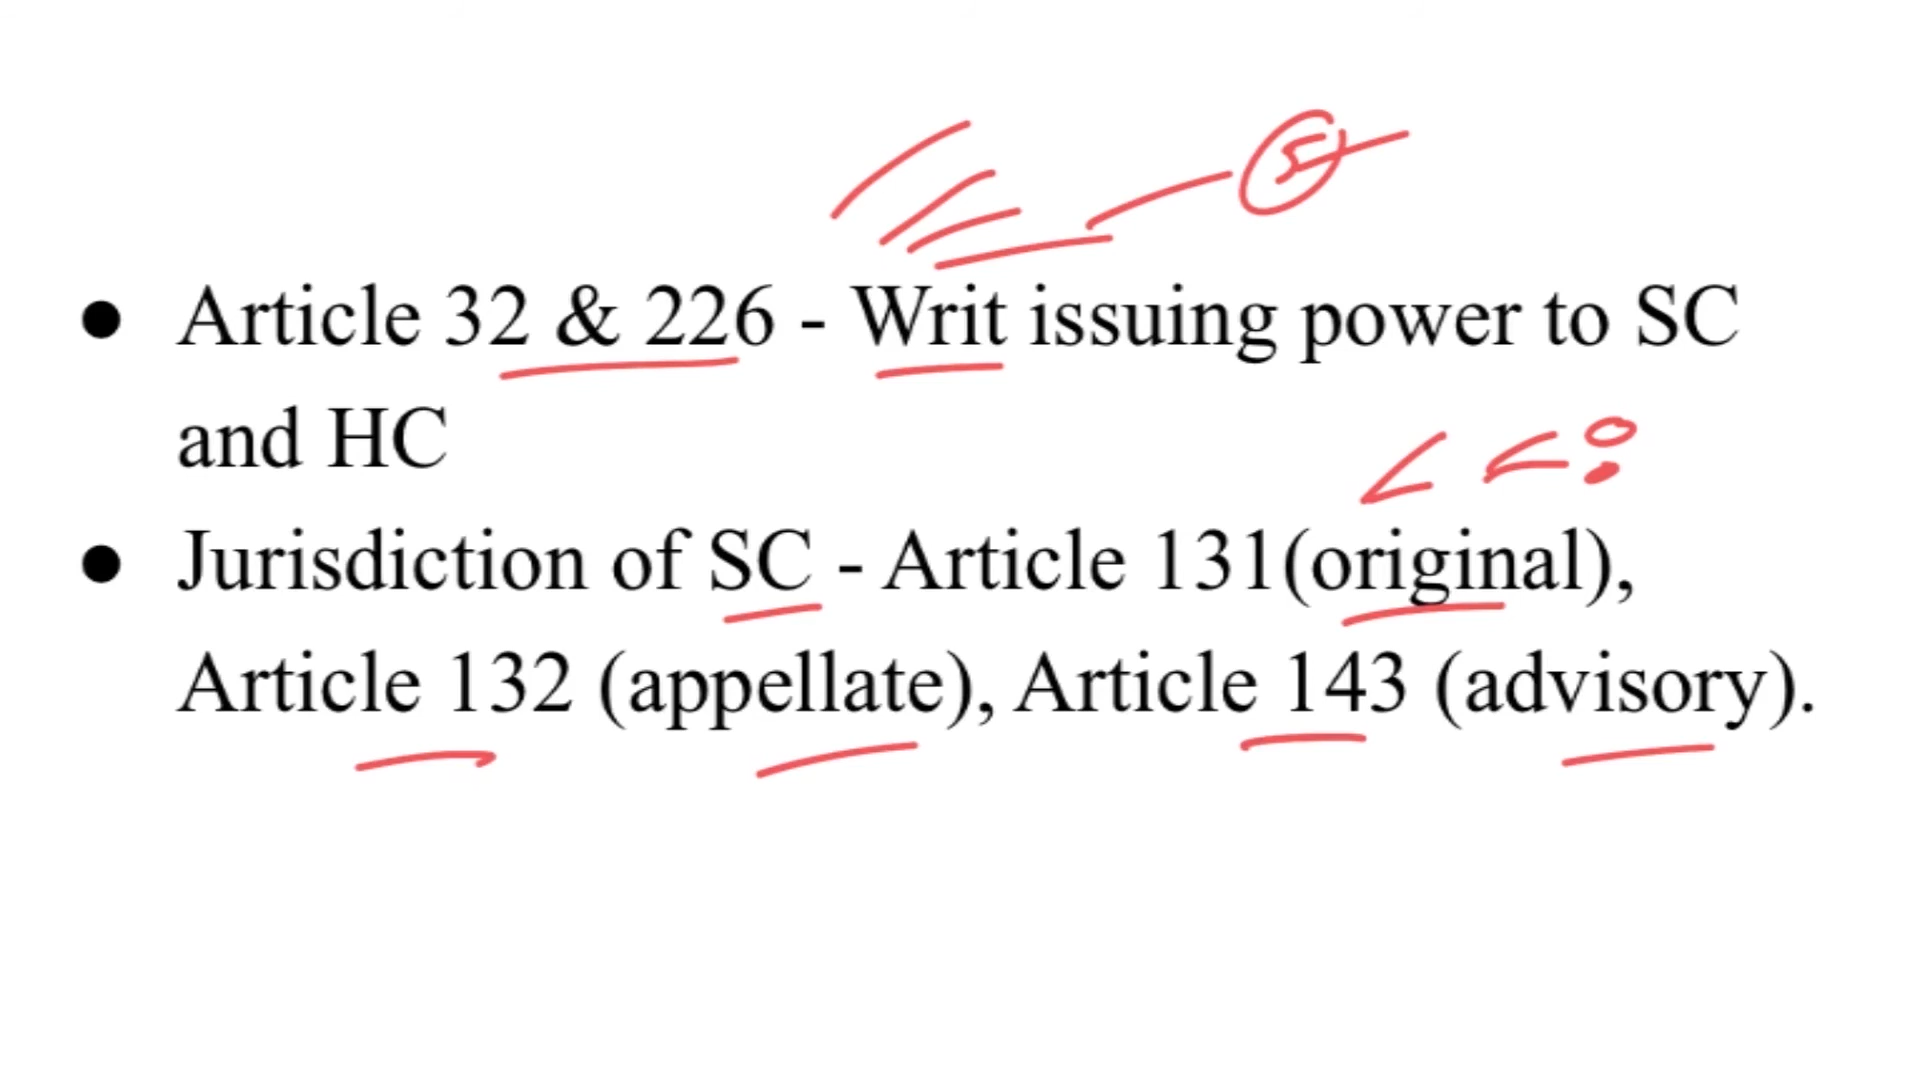 5
● Article 32 & 226 - Writ issuing power to SC
and HC
● Jurisdiction of SC - Article 131(original),
Article 132 (appellate), Article 143 (advisory).